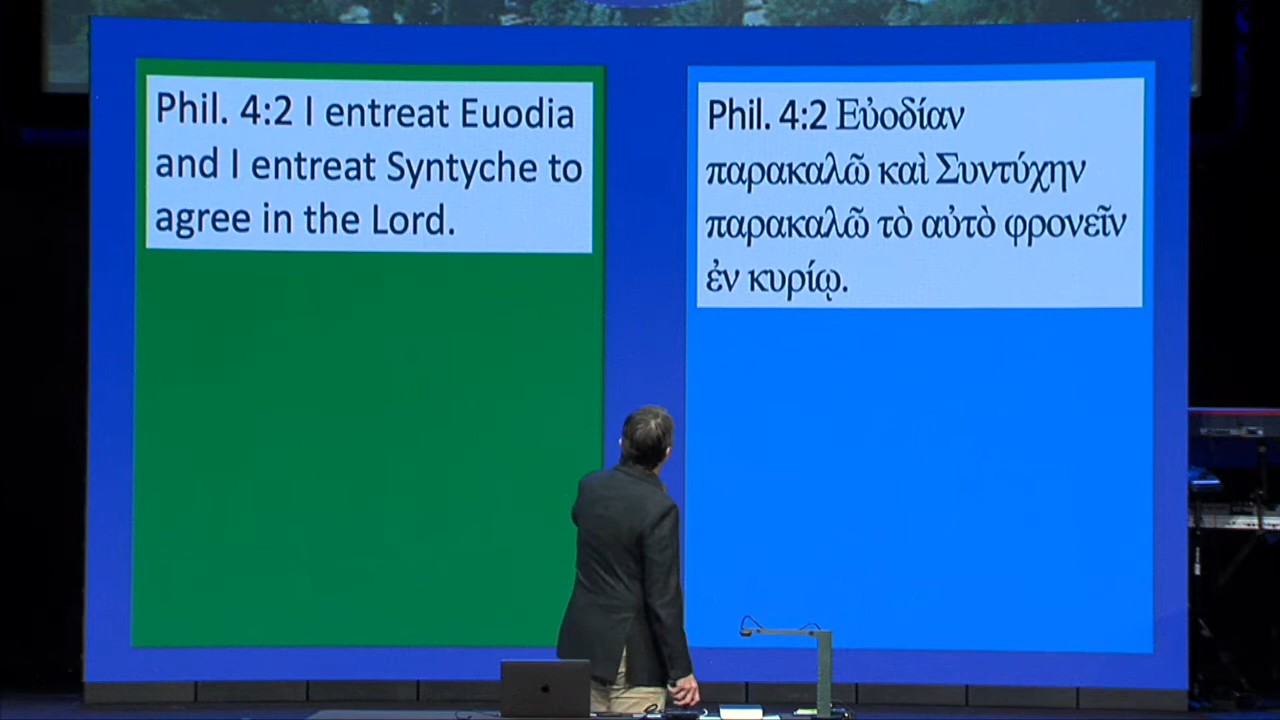 Phil. 4:2 I entreat Euodia
and I entreat Syntyche to
agree in the Lord.
Phil. 4:2 Εὐοδίαν
παρακαλῶ καὶ Συντύχην
παρακαλῶ τὸ αὐτὸ φρονεῖν
ἐν κυρίῳ.